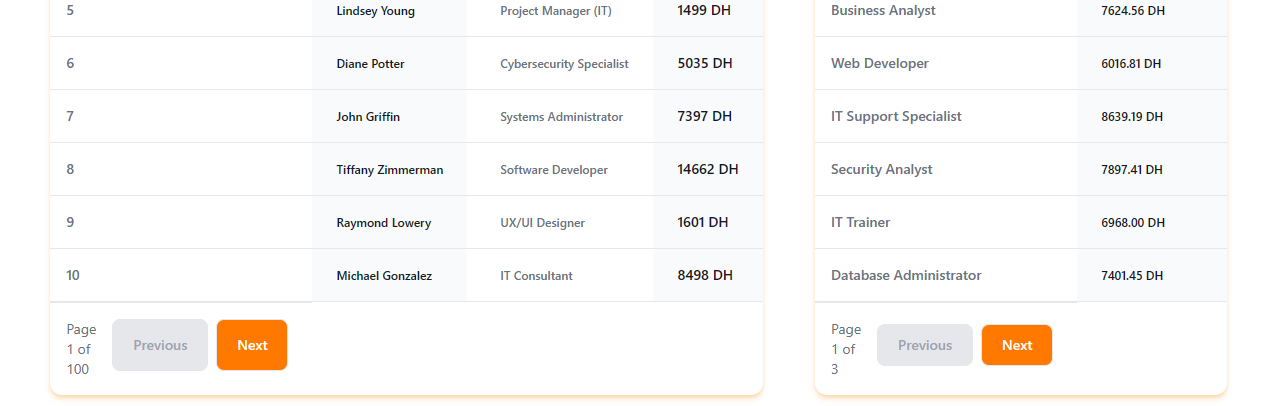 5 Lindsey Young Project Manager (IT) 1499 DH
6 Diane Potter Cybersecurity Specialist 5035 DH
7 John Griffin Systems Administrator 7397 DH
8 Tiffany Zimmerman Software Developer 14662 DH
9 Raymond Lowery UX/UI Designer 1601 DH
10 Michael Gonzalez IT Consultant 8498 DH
Page
1 of
100
Previous Next
Business Analyst 7624.56 DH
Web Developer 6016.81 DH
IT Support Specialist 8639.19 DH
Security Analyst 7897.41 DH
IT Trainer 6968.00 DH
Database Administrator 7401.45 DH
Page
1 of
3
Previous Next